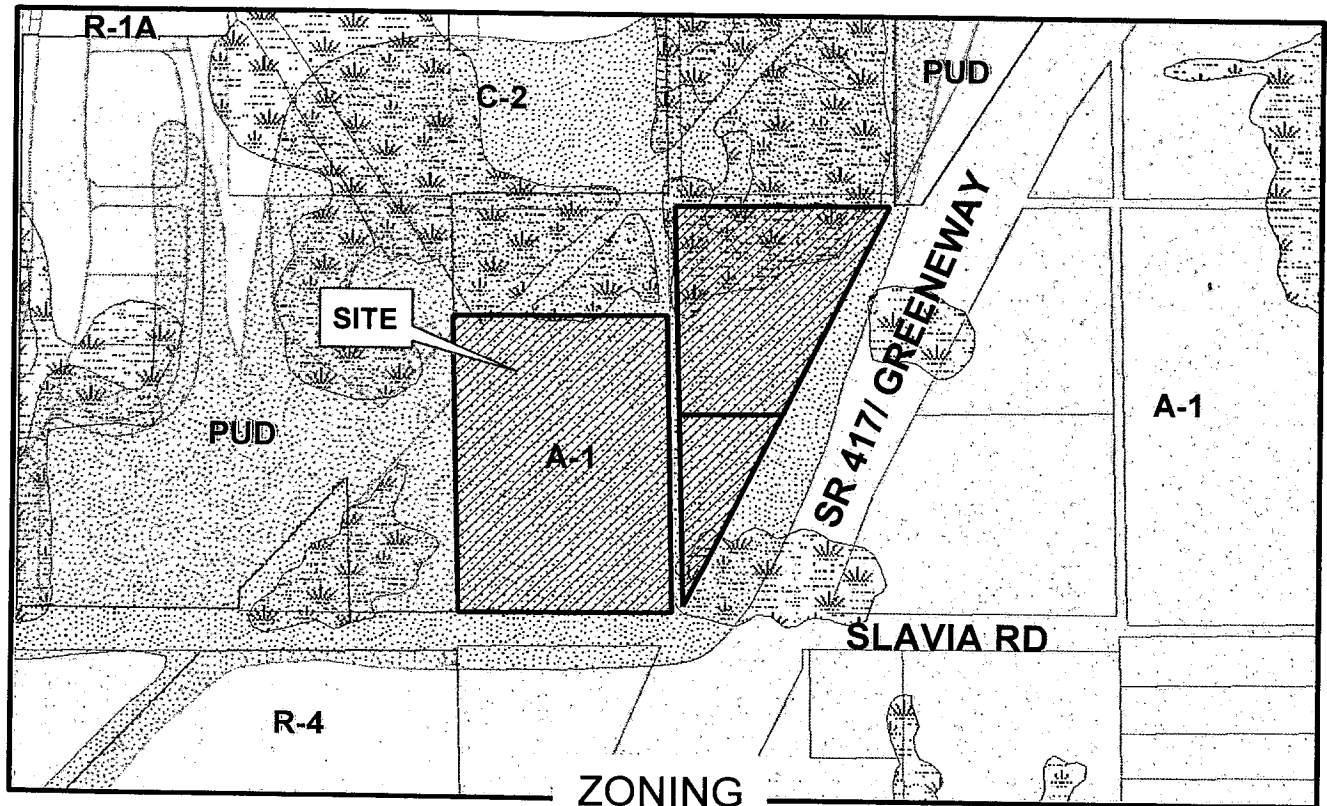 R-1A
C-2
PUD
SITE
PUD
A-1
SR 417/ GREENEWAY
A-1
SLAVIA RD
R-4
ZONING